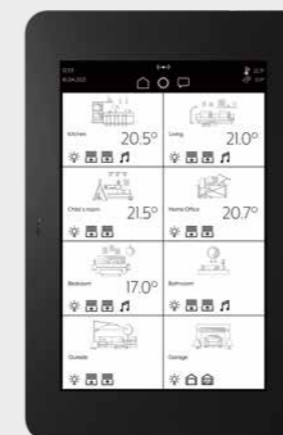 Kitchen
20.5°
Living
21.0°
Child's room
21.5°
Home Office
20.7°
Bedroom
17.0°
Bathroom
Outside
Garage